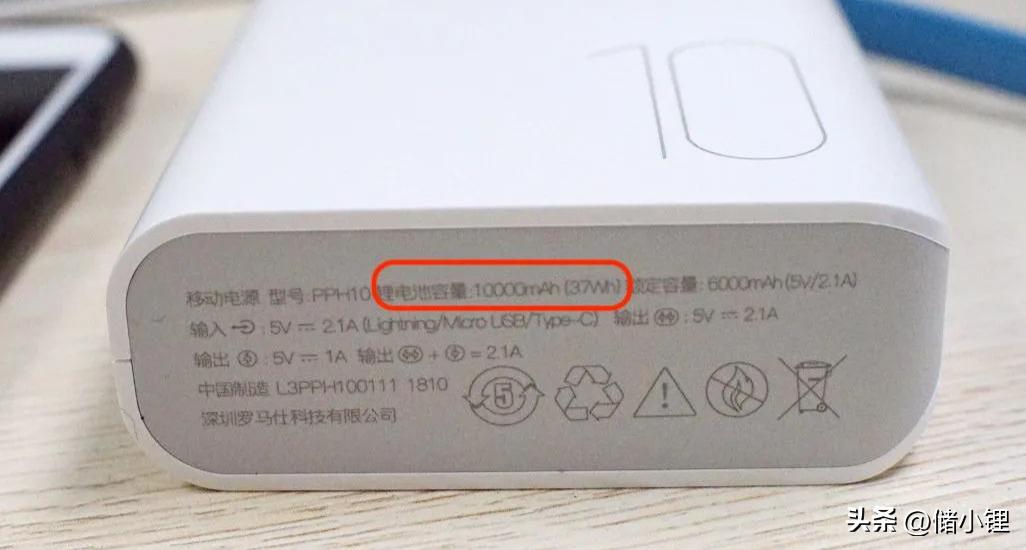 10
移动电源 型号:PPH10 锂电池容量:10000mAh (37Wh) 额定容量: 6000mAh (5V/2.1A)
输入 : 5V ⎓ 2.1A (Lightning/Micro USB/Type-C) 输出 : 5V ⎓ 2.1A
输出 : 5V ⎓ 1A 输出 + = 2.1A
中国制造 L3PPH100111 1810
深圳罗马仕科技有限公司
5
头条 @储小锂